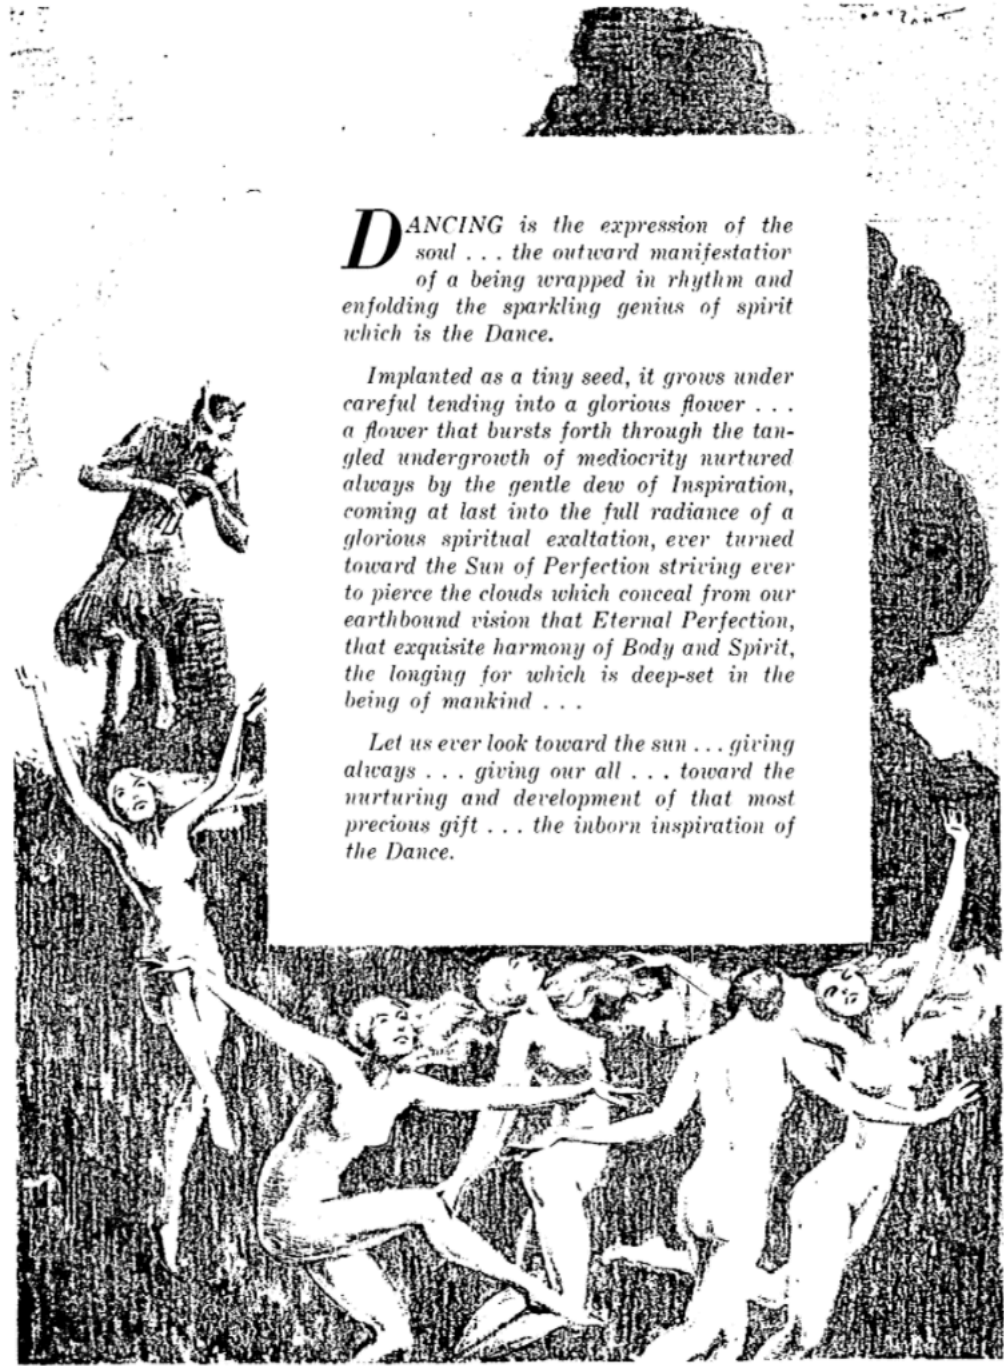 DANCING is the expression of the
soul . . . the outward manifestatior
of a being wrapped in rhythm and
enfolding the sparkling genius of spirit
which is the Dance.
Implanted as a tiny seed, it grows under
careful tending into a glorious flower . . .
a flower that bursts forth through the tan-
gled undergrowth of mediocrity nurtured
always by the gentle dew of Inspiration,
coming at last into the full radiance of a
glorious spiritual exaltation, ever turned
toward the Sun of Perfection striving ever
to pierce the clouds which conceal from our
earthbound vision that Eternal Perfection,
that exquisite harmony of Body and Spirit,
the longing for which is deep-set in the
being of mankind . . .
Let us ever look toward the sun . . . giving
always . . . giving our all . . . toward the
nurturing and development of that most
precious gift . . . the inborn inspiration of
the Dance.